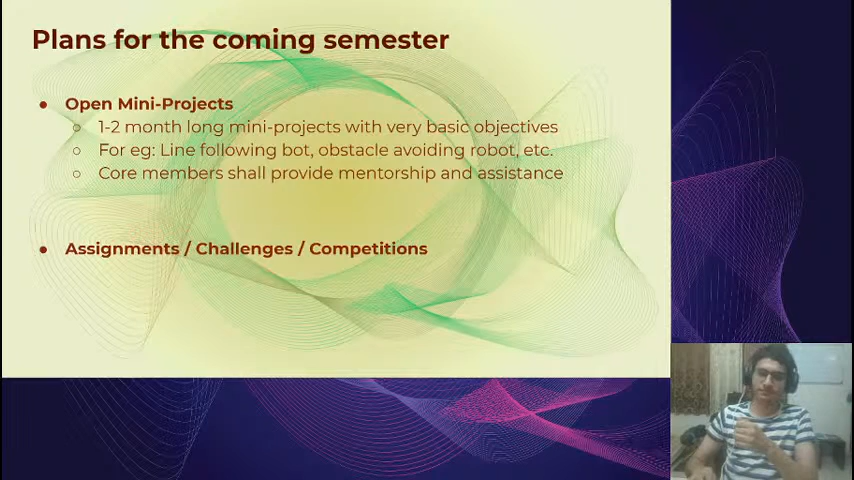 Plans for the coming semester
● Open Mini-Projects
○ 1-2 month long mini-projects with very basic objectives
○ For eg: Line following bot, obstacle avoiding robot, etc.
○ Core members shall provide mentorship and assistance
● Assignments / Challenges / Competitions